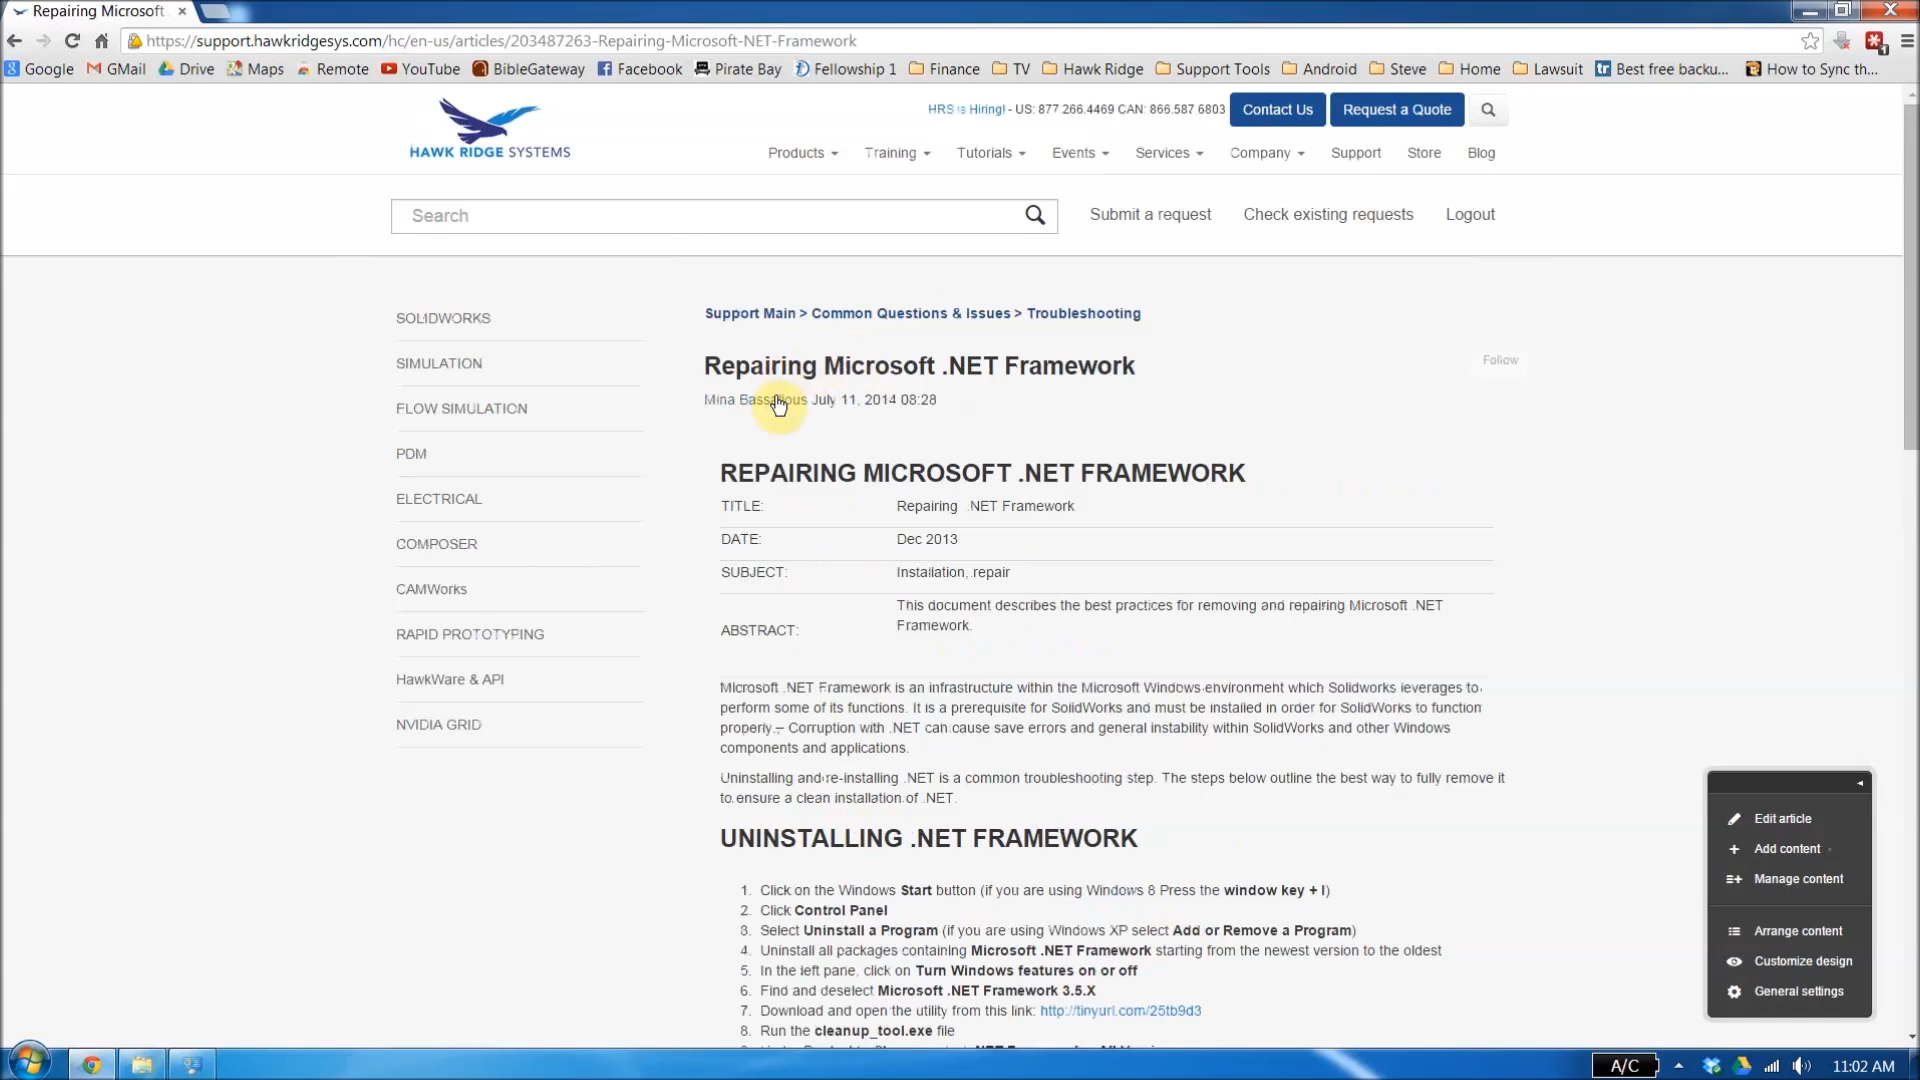 Repairing Microsoft
https://support.hawkridgesys.com/hc/en-us/articles/203487263-Repairing-Microsoft-NET-Framework
Google GMail Drive Maps Remote YouTube BibleGateway Facebook Pirate Bay Fellowship 1 Finance TV Hawk Ridge Support Tools Android Steve Home Lawsuit Best free backu... How to Sync th...
HRS is Hiring! - US: 877.266.4469 CAN: 866.587.6803 Contact Us Request a Quote
HAWK RIDGE SYSTEMS
Products Training Tutorials Events Services Company Support Store Blog
Search Submit a request Check existing requests Logout
SOLIDWORKS
SIMULATION
FLOW SIMULATION
PDM
ELECTRICAL
COMPOSER
CAMWorks
RAPID PROTOTYPING
HawkWare & API
NVIDIA GRID
Support Main > Common Questions & Issues > Troubleshooting
Repairing Microsoft .NET Framework
Follow
Mina July 11, 2014 08:28
REPAIRING MICROSOFT .NET FRAMEWORK
TITLE: Repairing .NET Framework
DATE: Dec 2013
SUBJECT: Installation, repair
ABSTRACT: This document describes the best practices for removing and repairing Microsoft .NET
Framework.
Microsoft .NET Framework is an infrastructure within the Microsoft Windows environment which Solidworks leverages to
perform some of its functions. It is a prerequisite for SolidWorks and must be installed in order for SolidWorks to function
properly – Corruption with .NET can cause save errors and general instability within SolidWorks and other Windows
components and applications.
Uninstalling and re-installing .NET is a common troubleshooting step. The steps below outline the best way to fully remove it
to ensure a clean installation of .NET.
UNINSTALLING .NET FRAMEWORK
1. Click on the Windows Start button (if you are using Windows 8 Press the window key + I)
2. Click Control Panel
3. Select Uninstall a Program (if you are using Windows XP select Add or Remove a Program)
4. Uninstall all packages containing Microsoft .NET Framework starting from the newest version to the oldest
5. In the left pane, click on Turn Windows features on or off
6. Find and deselect Microsoft .NET Framework 3.5.X
7. Download and open the utility from this link: http://tinyurl.com/25tb9d3
8. Run the cleanup_tool.exe file
Edit article
Add content
Manage content
Arrange content
Customize design
General settings
A/C
11:02 AM